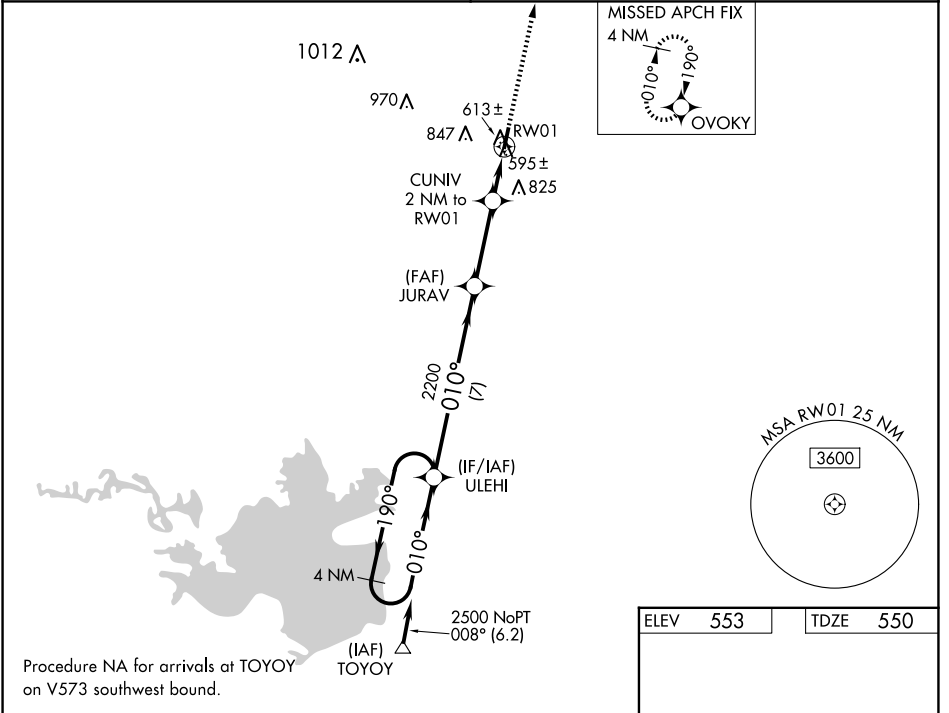 MISSED APCH FIX
4 NM
010°
190°
OVOKY
1012
970
847
613±
RW01
595±
825
CUNIV
2 NM to
RW01
(FAF)
JURAV
2200
010°
(7)
MSA RW01 25 NM
3600
(IF/IAF)
ULEHI
190°
010°
4 NM
2500 NoPT
008° (6.2)
(IAF)
TOYOY
ELEV 553
TDZE 550
Procedure NA for arrivals at TOYOY
on V573 southwest bound.